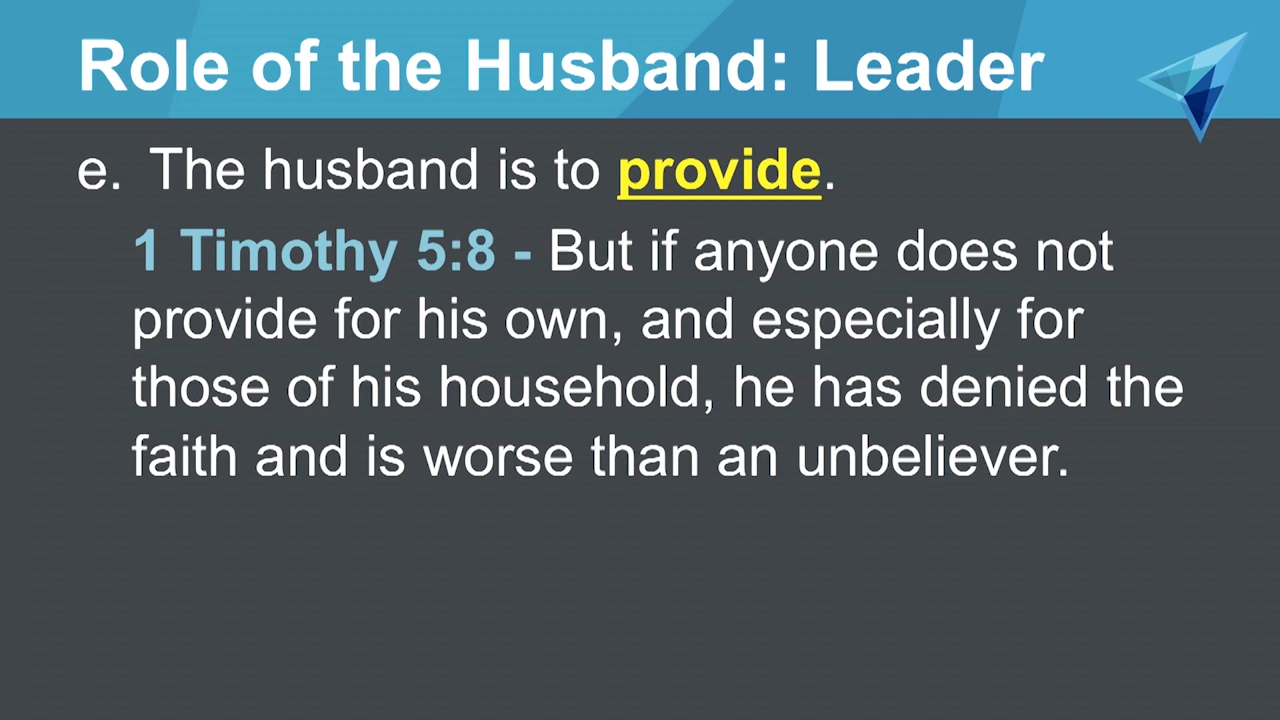 Role of the Husband: Leader
e. The husband is to provide.
1 Timothy 5:8 - But if anyone does not
provide for his own, and especially for
those of his household, he has denied the
faith and is worse than an unbeliever.